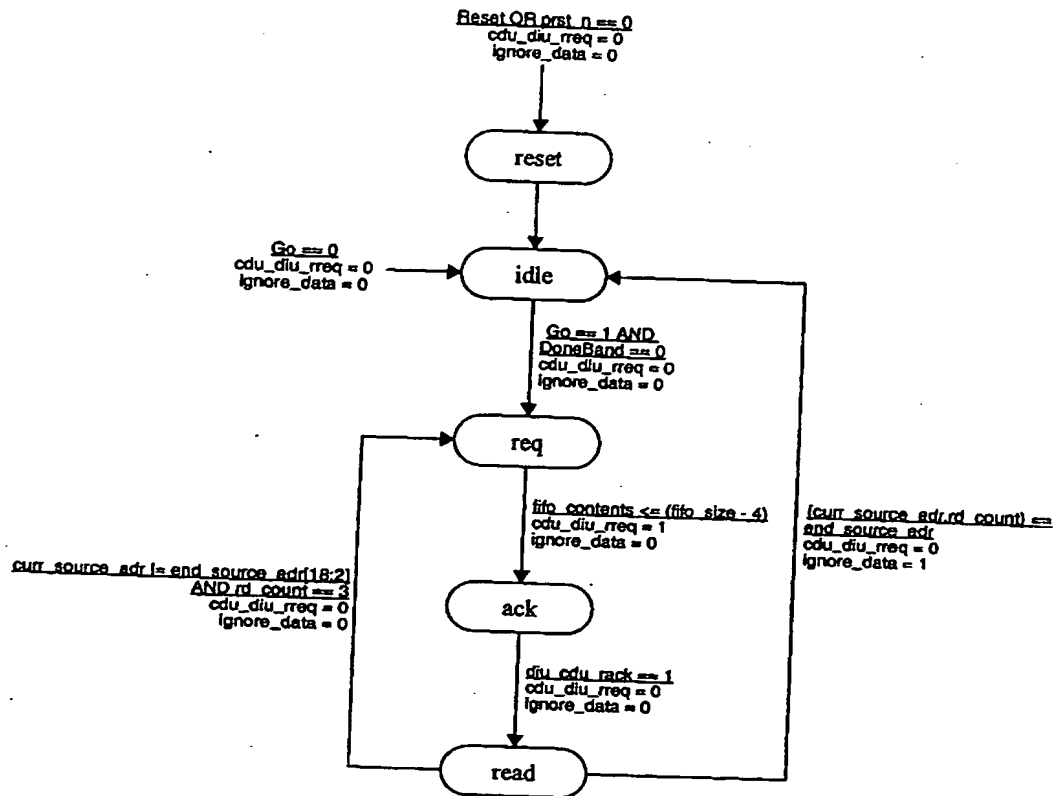 Reset OR prst_n == 0
cdu_diu_rreq = 0
ignore_data = 0
reset
Go == 0
cdu_diu_rreq = 0
ignore_data = 0
idle
Go == 1 AND
DoneBand == 0
cdu_diu_rreq = 0
ignore_data = 0
req
fifo_contents <= (fifo_size - 4)
cdu_diu_rreq = 1
ignore_data = 0
{curr_source_adr,rd_count} ==
end_source_adr
cdu_diu_rreq = 0
ignore_data = 1
curr_source_adr != end_source_adr[18:2]
AND rd_count == 3
cdu_diu_rreq = 0
ignore_data = 0
ack
diu_cdu_rack == 1
cdu_diu_rreq = 0
ignore_data = 0
read